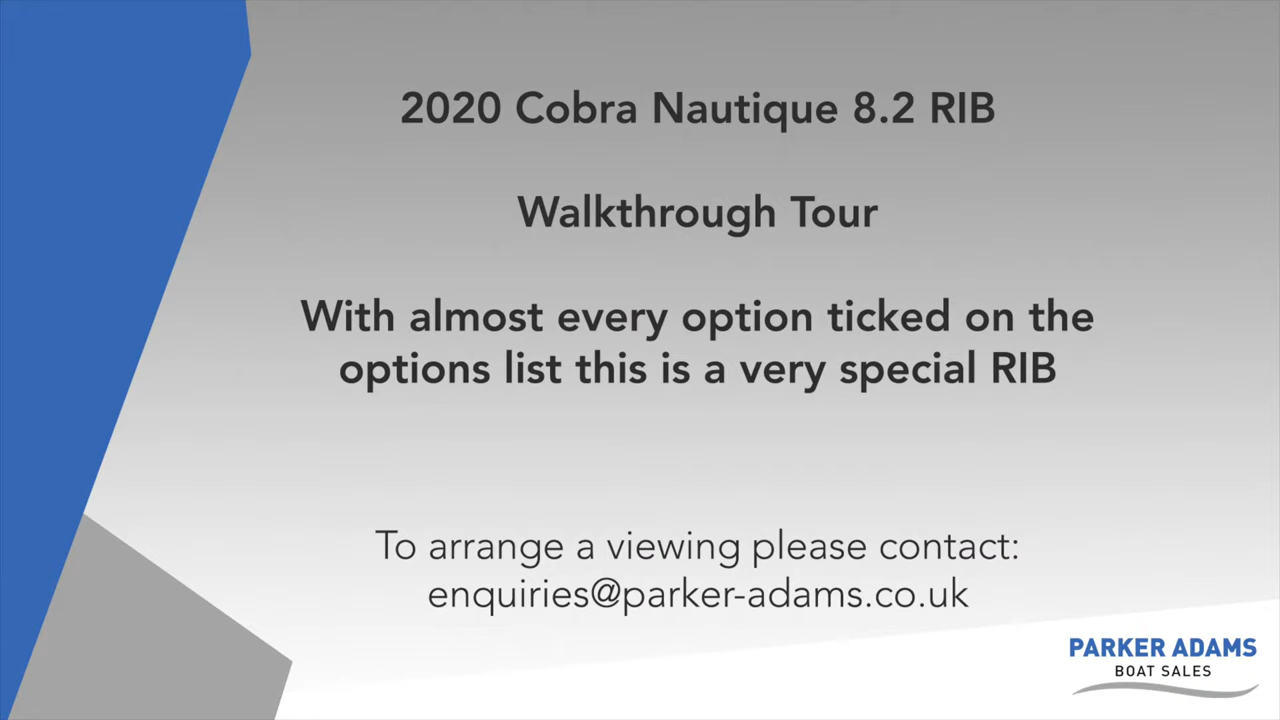 2020 Cobra Nautique 8.2 RIB
Walkthrough Tour
With almost every option ticked on the
options list this is a very special RIB
To arrange a viewing please contact:
enquiries@parker-adams.co.uk
PARKER ADAMS
BOAT SALES